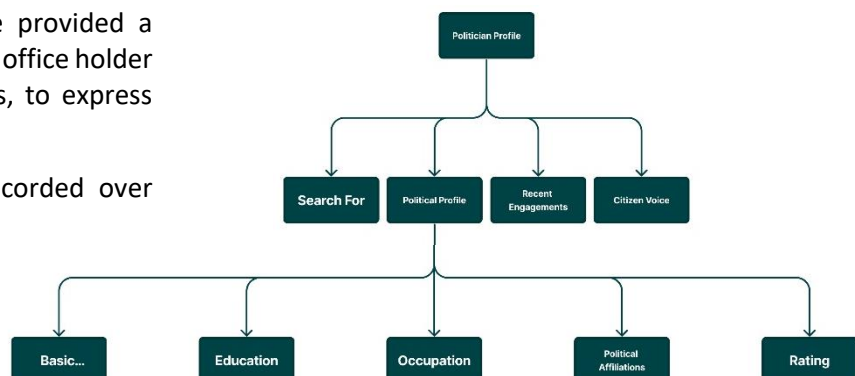 e provided a
office holder
s, to express
corded over
Politician Profile
Search For
Political Profile
Recent
Engagements
Citizen Voice
Basic...
Education
Occupation
Political
Affiliations
Rating